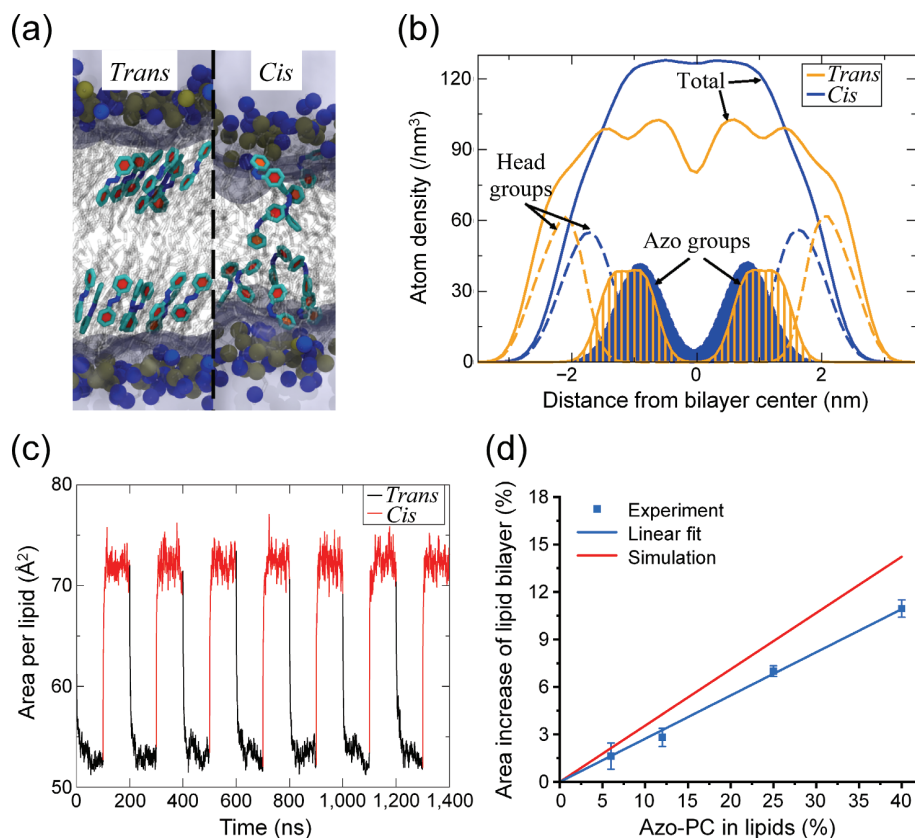 (a)
Trans
Cis
(b)
Atom density (/nm³)
120
90
60
30
0
Total
Trans
Cis
Head
groups
Azo groups
−2
0
2
Distance from bilayer center (nm)
(c)
Area per lipid (Å²)
80
70
60
50
Trans
Cis
0
200
400
600
800
1,000
1,200
1,400
Time (ns)
(d)
Area increase of lipid bilayer (%)
18
15
12
9
6
3
0
Experiment
Linear fit
Simulation
0
5
10
15
20
25
30
35
40
Azo-PC in lipids (%)